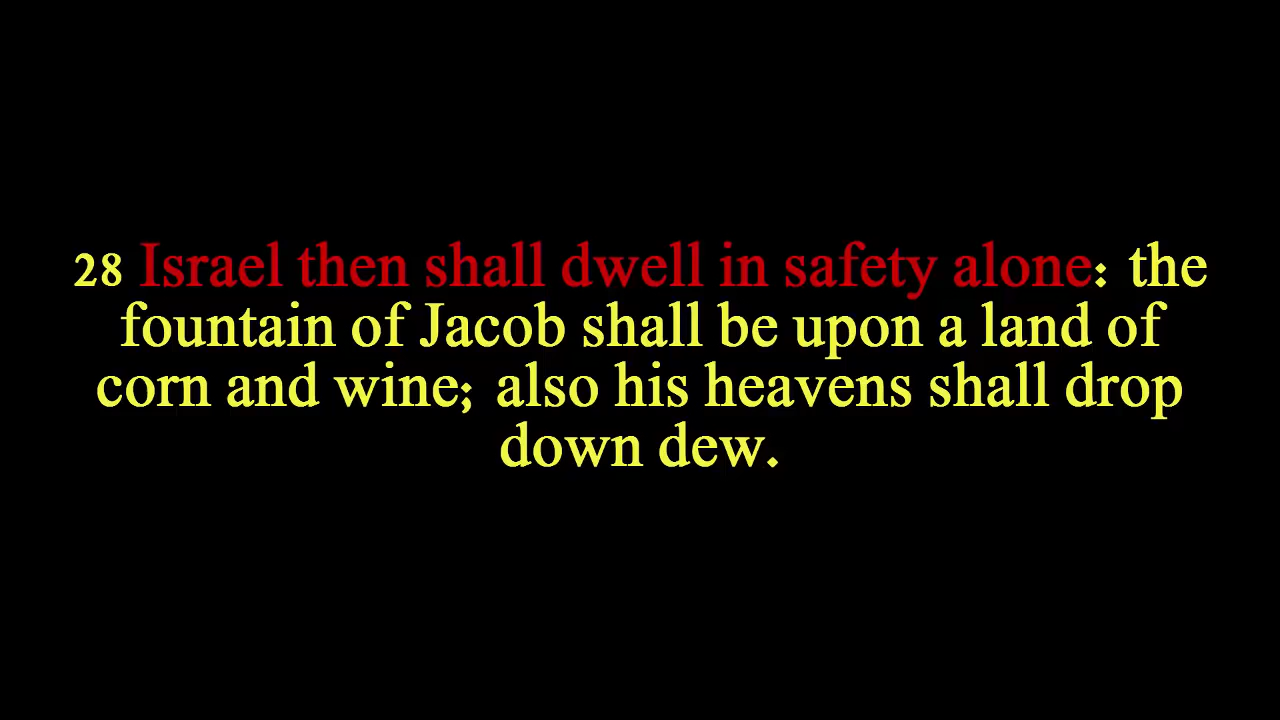 28 Israel then shall dwell in safety alone: the
fountain of Jacob shall be upon a land of
corn and wine; also his heavens shall drop
down dew.